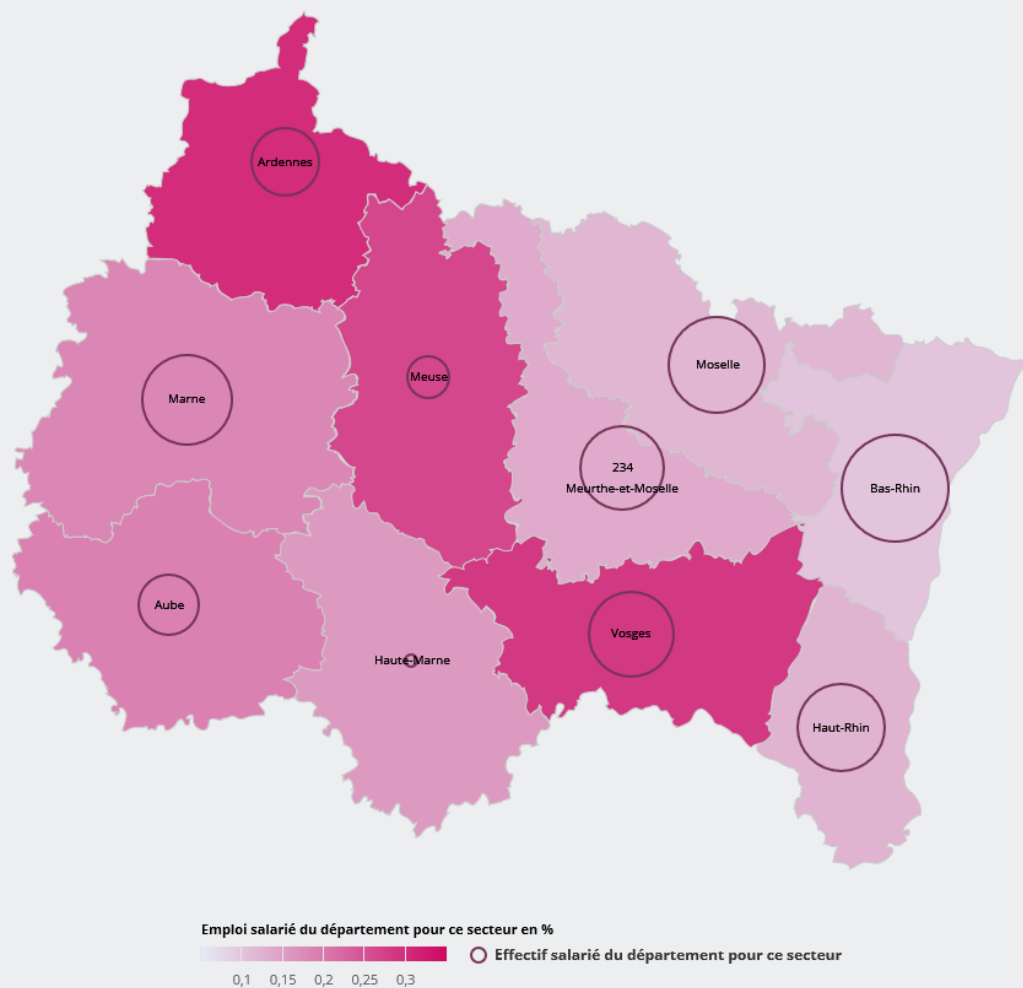 Ardennes
Moselle
Meuse
Marne
234
Meurthe-et-Moselle
Bas-Rhin
Aube
Vosges
Haute-Marne
Haut-Rhin
Emploi salarié du département pour ce secteur en %
Effectif salarié du département pour ce secteur
0,1 0,15 0,2 0,25 0,3